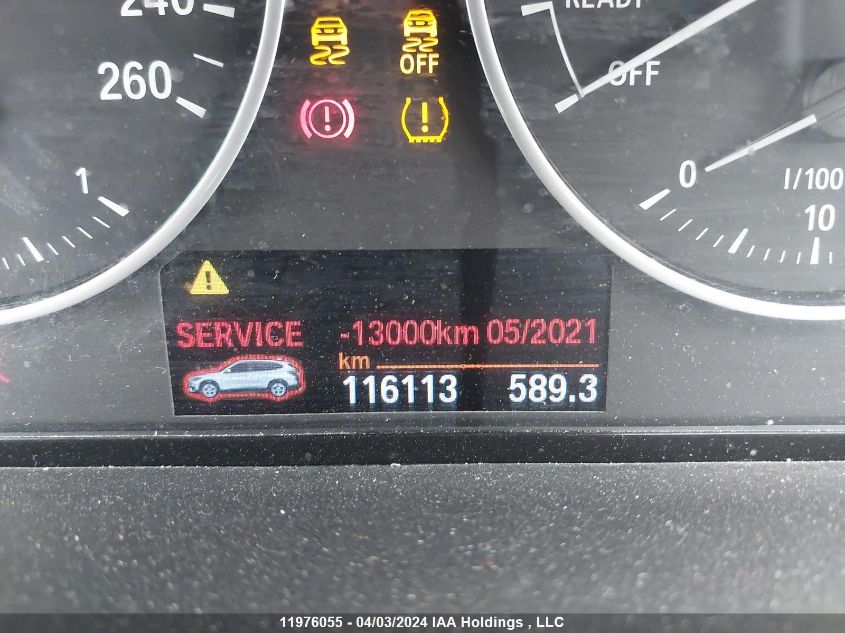 240
READY
260
OFF
OFF
1
0
l/100
10
SERVICE -13000km 05/2021
km
116113 589.3
11976055 - 04/03/2024 IAA Holdings , LLC